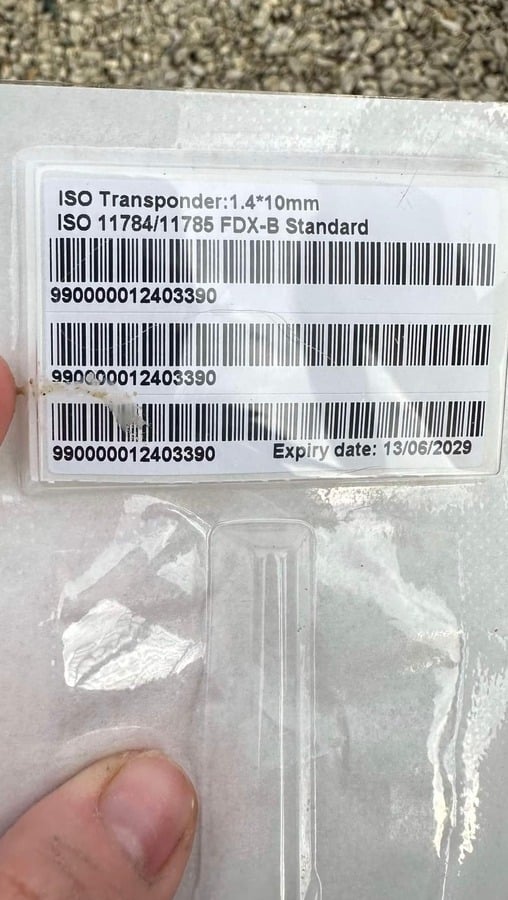 ISO Transponder:1.4*10mm
ISO 11784/11785 FDX-B Standard
990000012403390
990000012403390
990000012403390 Expiry date: 13/06/2029